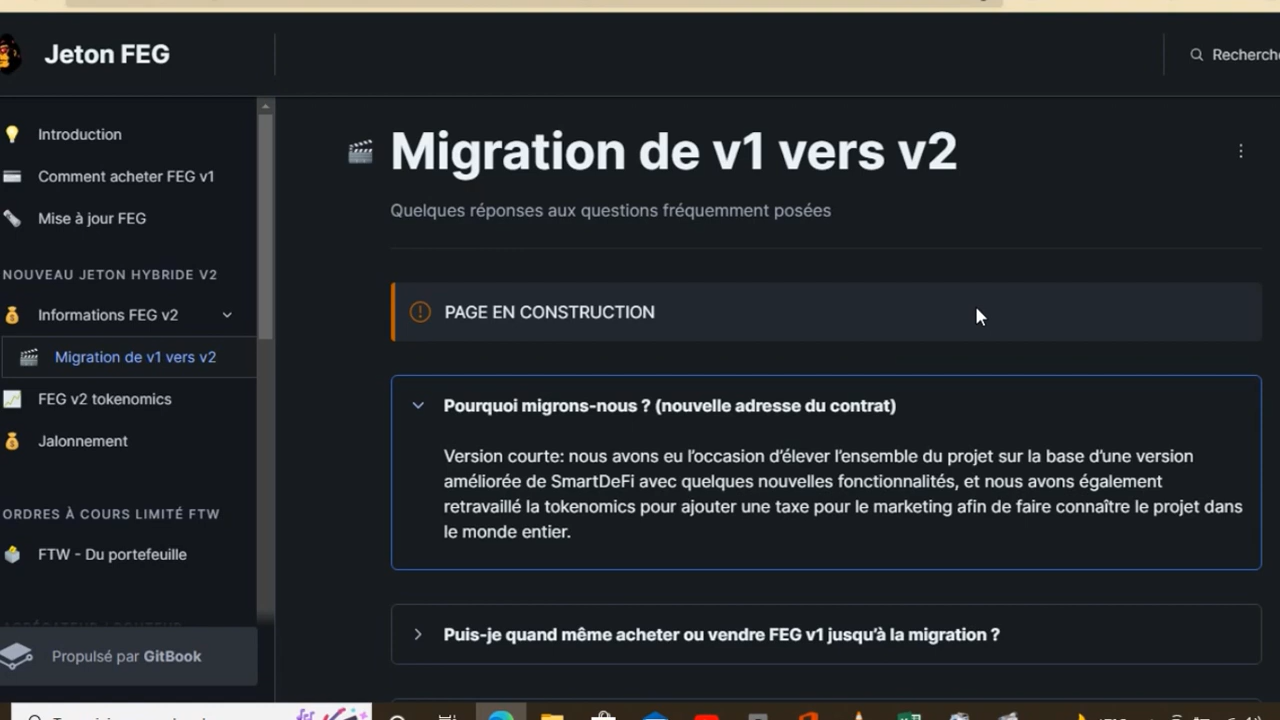 Jeton FEG
Recherche
Introduction
Comment acheter FEG v1
Mise à jour FEG
NOUVEAU JETON HYBRIDE V2
Informations FEG v2
Migration de v1 vers v2
FEG v2 tokenomics
Jalonnement
ORDRES À COURS LIMITÉ FTW
FTW - Du portefeuille
Propulsé par GitBook
Migration de v1 vers v2
Quelques réponses aux questions fréquemment posées
PAGE EN CONSTRUCTION
Pourquoi migrons-nous ? (nouvelle adresse du contrat)
Version courte: nous avons eu l'occasion d'élever l'ensemble du projet sur la base d'une version
améliorée de SmartDeFi avec quelques nouvelles fonctionnalités, et nous avons également
retravaillé la tokenomics pour ajouter une taxe pour le marketing afin de faire connaître le projet dans
le monde entier.
Puis-je quand même acheter ou vendre FEG v1 jusqu'à la migration ?